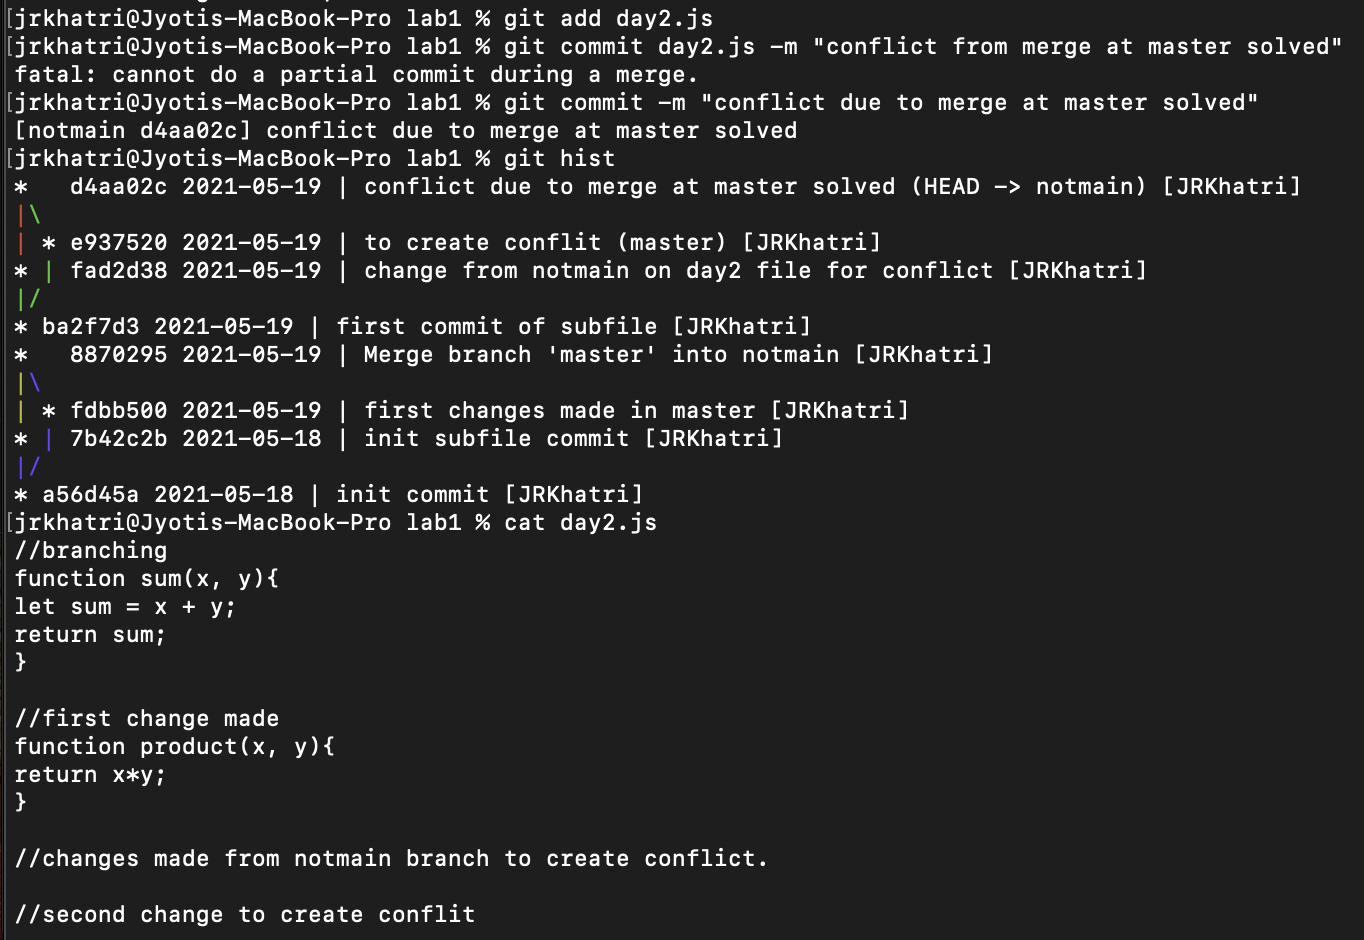 [jrkhatri@Jyotis-MacBook-Pro lab1 % git add day2.js
[jrkhatri@Jyotis-MacBook-Pro lab1 % git commit day2.js -m "conflict from merge at master solved"
fatal: cannot do a partial commit during a merge.
[jrkhatri@Jyotis-MacBook-Pro lab1 % git commit -m "conflict due to merge at master solved"
[notmain d4aa02c] conflict due to merge at master solved
[jrkhatri@Jyotis-MacBook-Pro lab1 % git hist
*   d4aa02c 2021-05-19 | conflict due to merge at master solved (HEAD -> notmain) [JRKhatri]
|\
| * e937520 2021-05-19 | to create conflit (master) [JRKhatri]
* | fad2d38 2021-05-19 | change from notmain on day2 file for conflict [JRKhatri]
|/
* ba2f7d3 2021-05-19 | first commit of subfile [JRKhatri]
*   8870295 2021-05-19 | Merge branch 'master' into notmain [JRKhatri]
|\
| * fdbb500 2021-05-19 | first changes made in master [JRKhatri]
* | 7b42c2b 2021-05-18 | init subfile commit [JRKhatri]
|/
* a56d45a 2021-05-18 | init commit [JRKhatri]
[jrkhatri@Jyotis-MacBook-Pro lab1 % cat day2.js
//branching
function sum(x, y){
let sum = x + y;
return sum;
}

//first change made
function product(x, y){
return x*y;
}

//changes made from notmain branch to create conflict.

//second change to create conflit